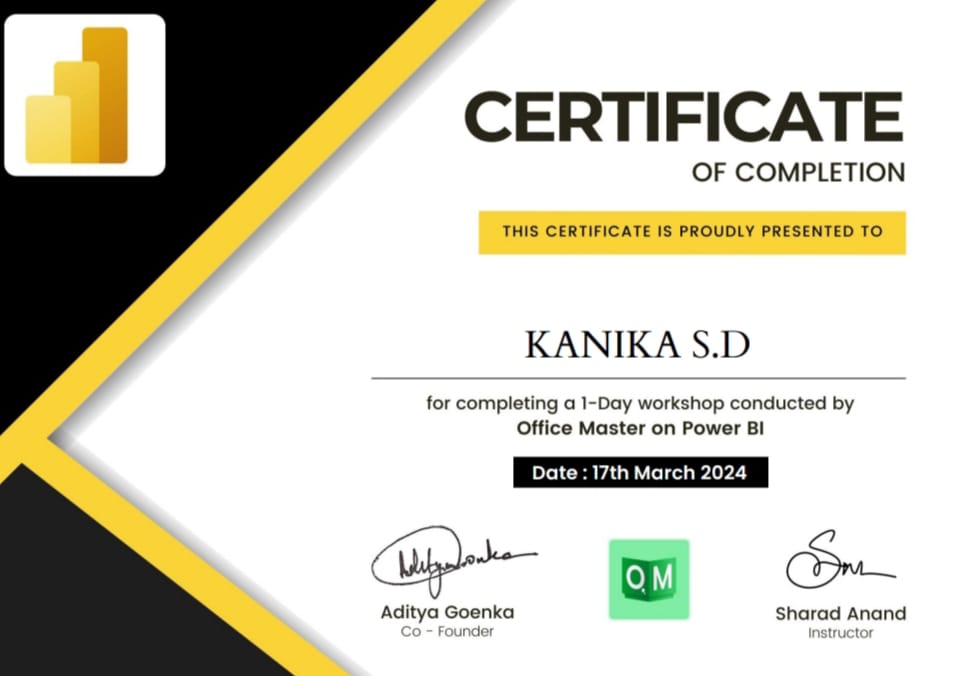 CERTIFICATE
OF COMPLETION
THIS CERTIFICATE IS PROUDLY PRESENTED TO
KANIKA S.D
for completing a 1-Day workshop conducted by
Office Master on Power BI
Date : 17th March 2024
Aditya Goenka
OM
Sharad Anand
Co - Founder
Instructor